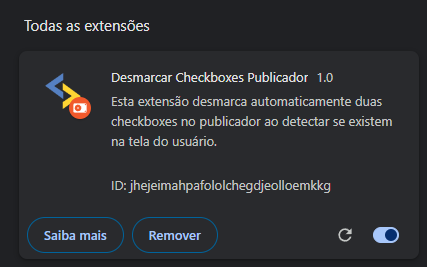 Todas as extensões
Desmarcar Checkboxes Publicador 1.0
Esta extensão desmarca automaticamente duas
checkboxes no publicador ao detectar se existem
na tela do usuário.
ID: jhejeimahpafololchegdjeolloemkkg
Saiba mais
Remover